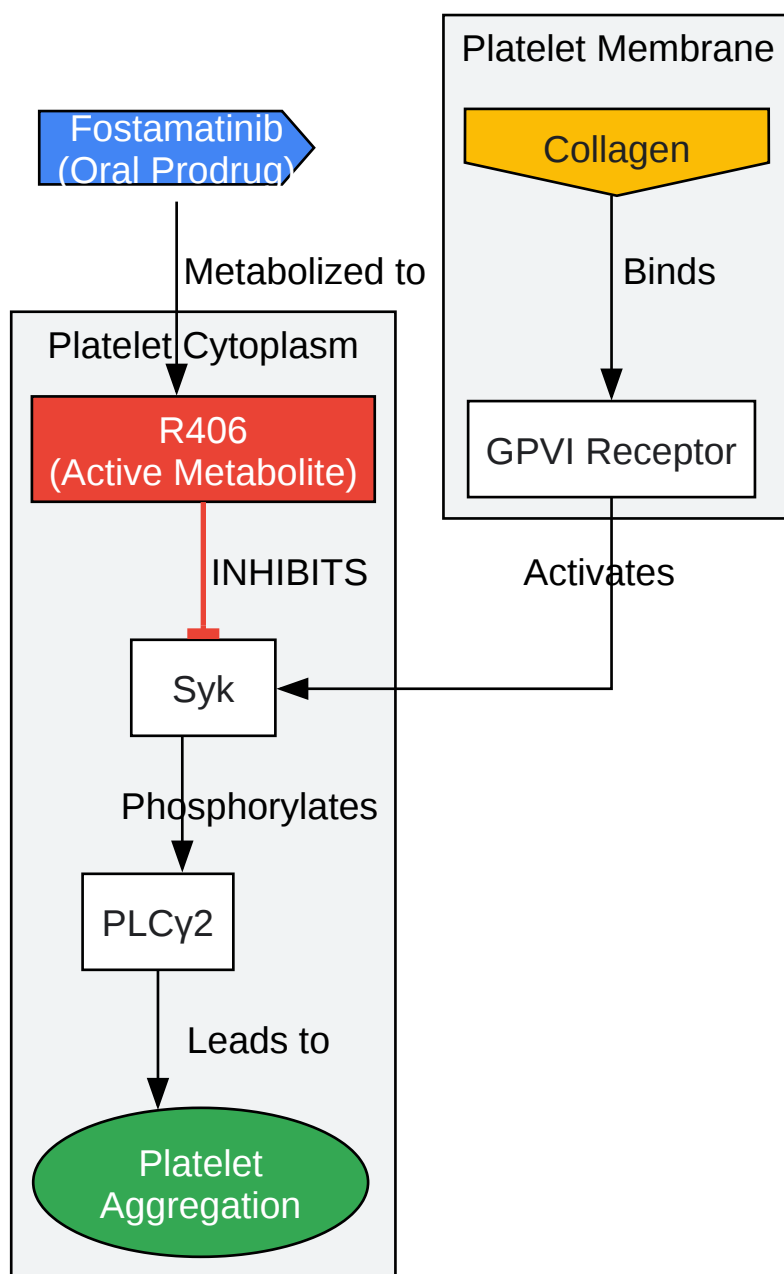 Platelet Membrane
Fostamatinib
(Oral Prodrug)
Collagen
Metabolized to
Binds
Platelet Cytoplasm
R406
(Active Metabolite)
GPVI Receptor
INHIBITS
Activates
Syk
Phosphorylates
PLCγ2
Leads to
Platelet
Aggregation